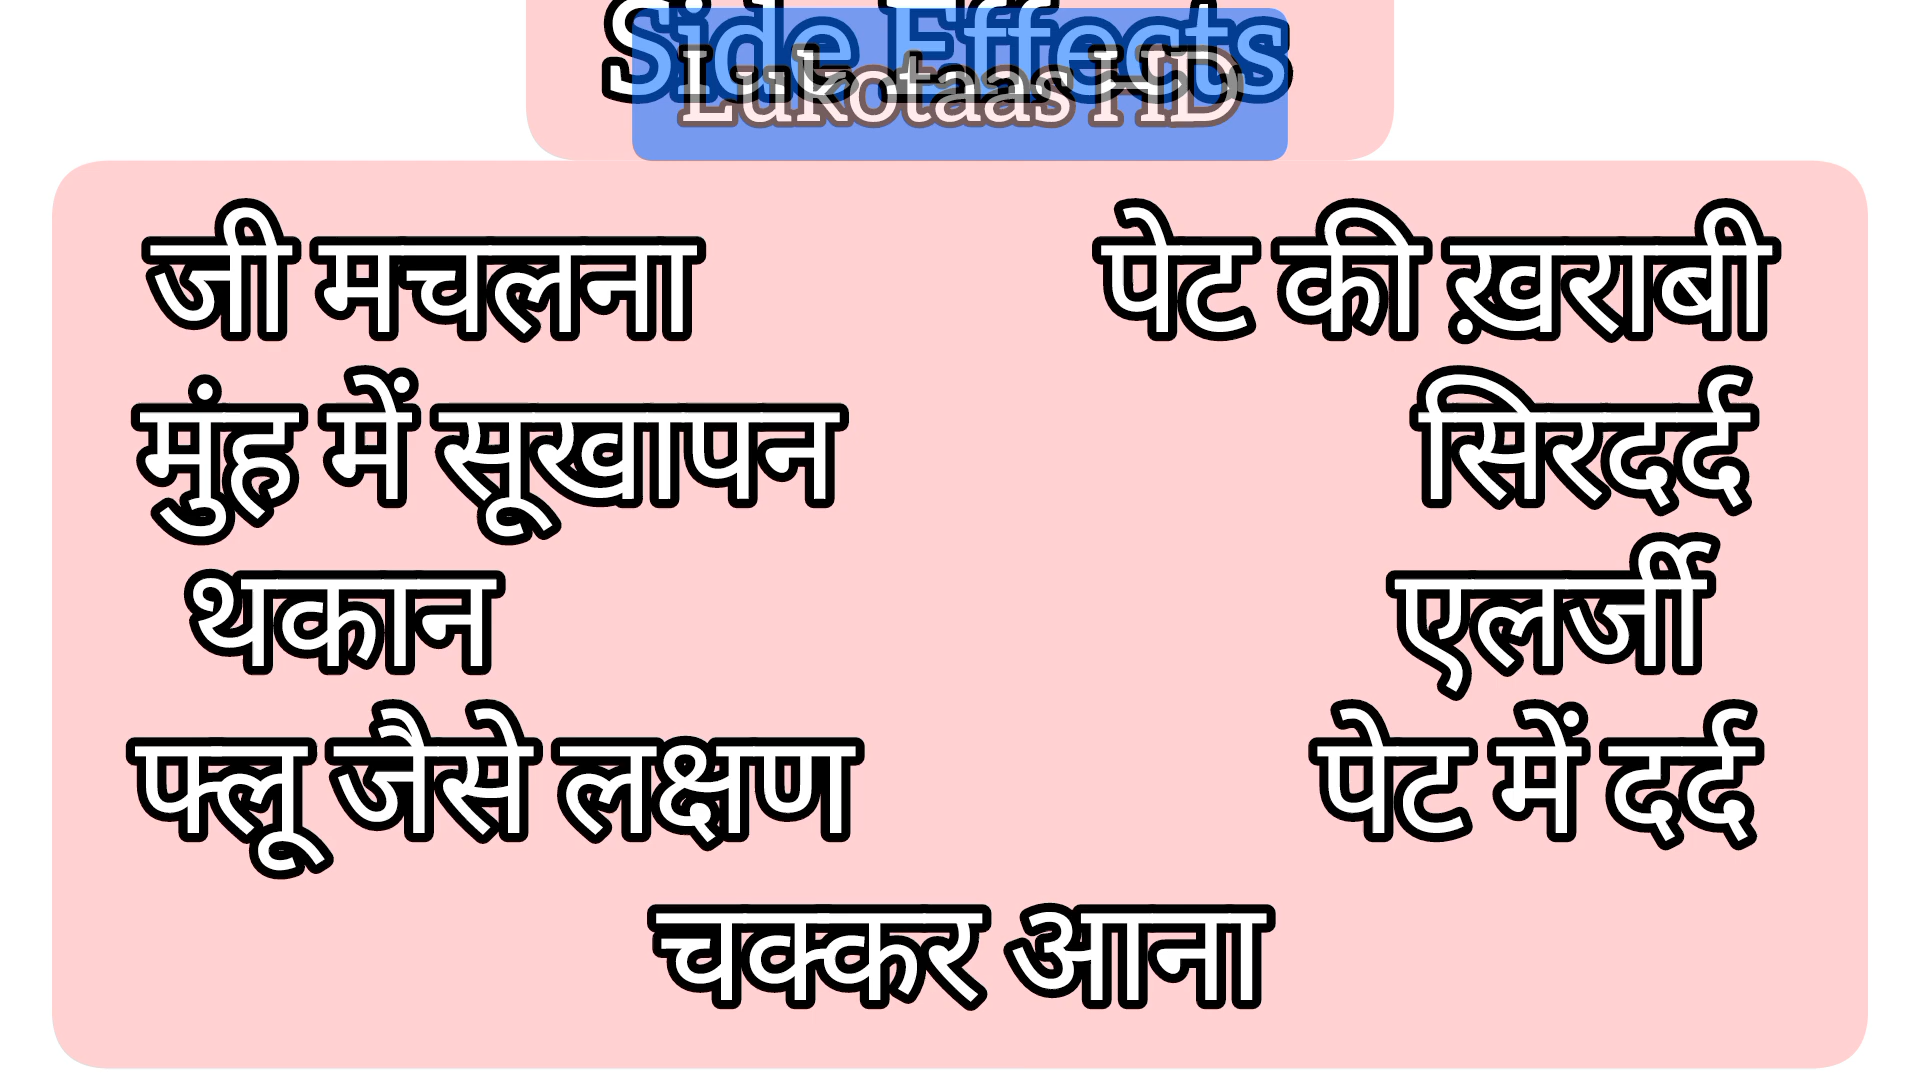 Side Effects
Lukotaas HD
जी मचलना पेट की ख़राबी
मुंह में सूखापन सिरदर्द
थकान एलर्जी
फ्लू जैसे लक्षण पेट में दर्द
चक्कर आना